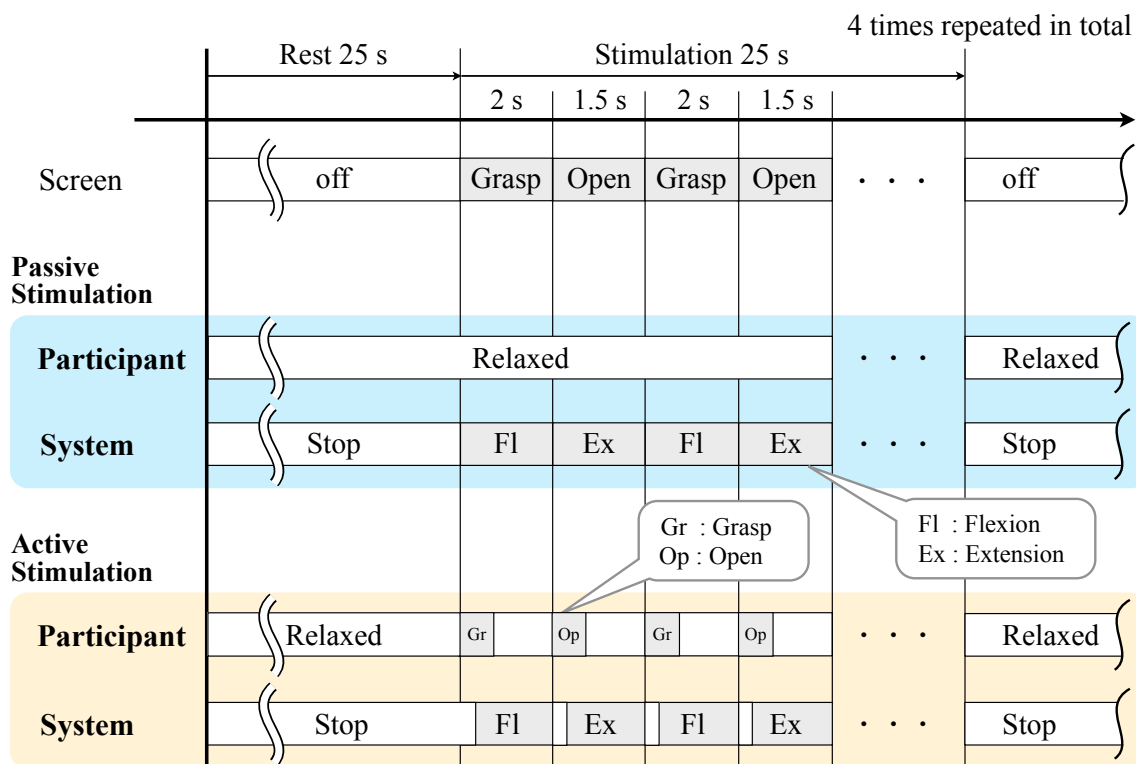 4 times repeated in total
Rest 25 s Stimulation 25 s
2 s 1.5 s 2 s 1.5 s
Screen off Grasp Open Grasp Open · · · off
Passive
Stimulation
Participant Relaxed · · · Relaxed
System Stop Fl Ex Fl Ex · · · Stop
Gr : Grasp
Op : Open
Fl : Flexion
Ex : Extension
Active
Stimulation
Participant Relaxed Gr Op Gr Op · · · Relaxed
System Stop Fl Ex Fl Ex · · · Stop